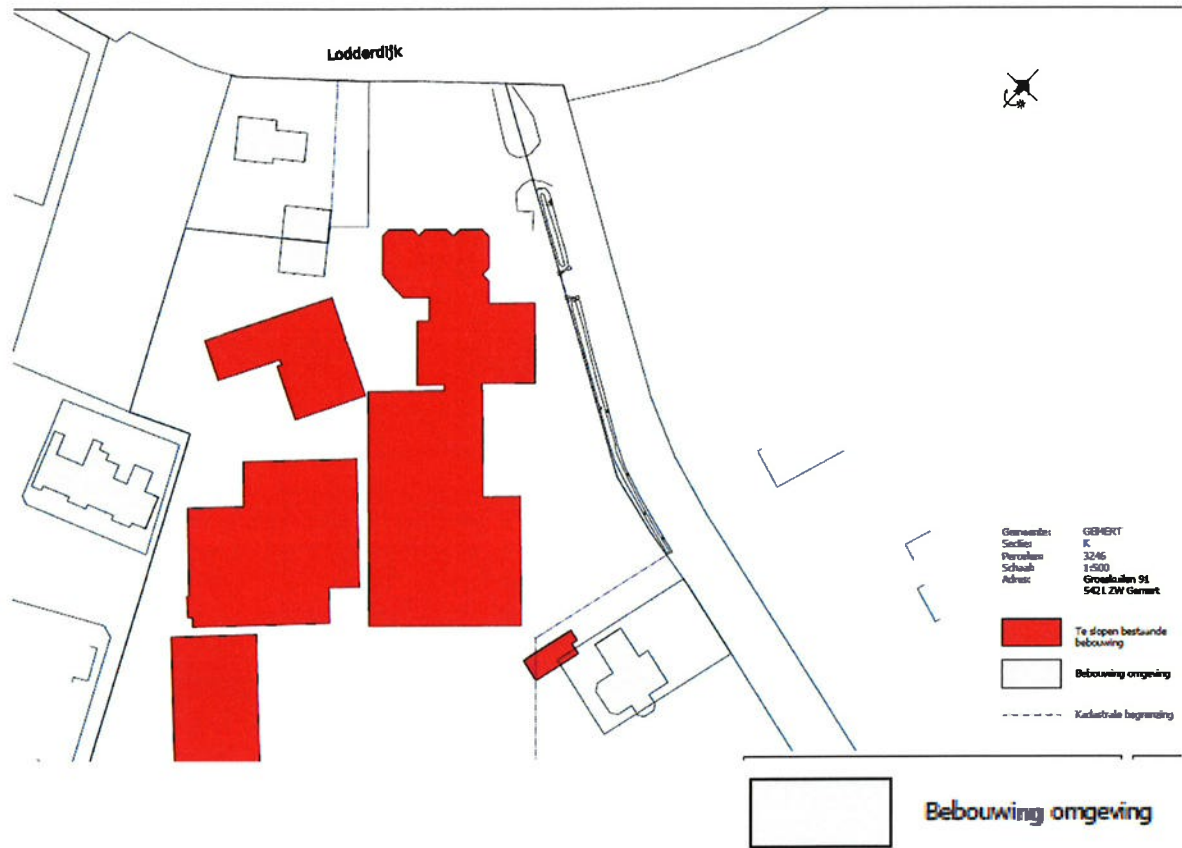 Lodderdijk
Gemeente: GEMERT
Sectie: K
Percelen: 3246
Schaal: 1:500
Adres: Groeskuilen 91
5421 ZW Gemert
Te slopen bestaande
bebouwing
Bebouwing omgeving
Kadastrale begrenzing
Bebouwing omgeving